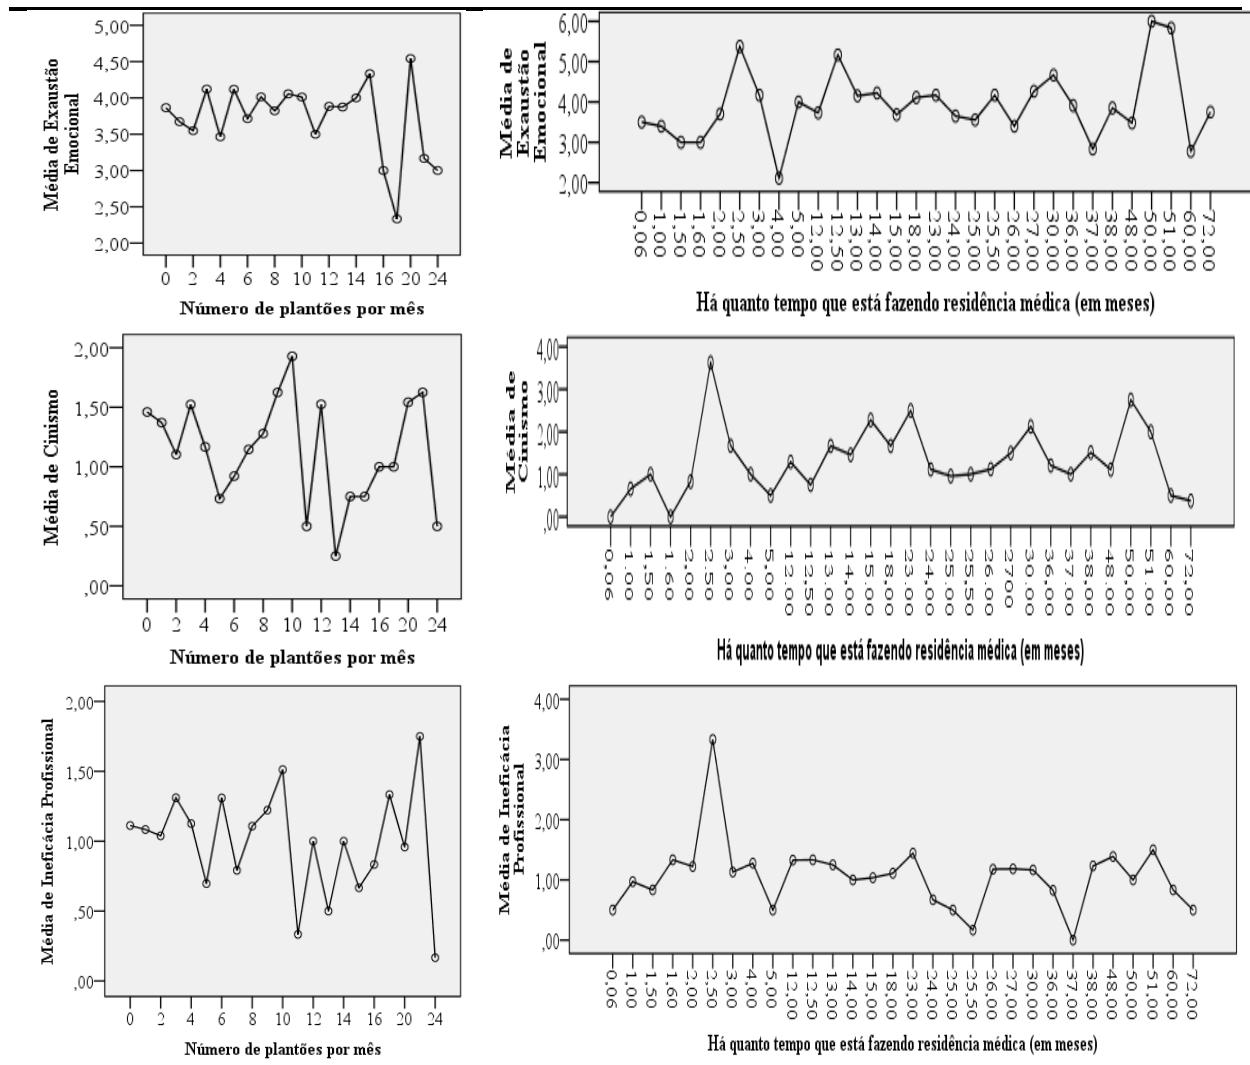 5,00
4,50
4,00
3,50
3,00
2,50
2,00
Média de Exaustão
Emocional
0 2 4 6 8 10 12 14 16 20 24
Número de plantões por mês
6,00
5,00
4,00
3,00
2,00
Média de
Exaustão
Emocional
0,06 1,00 1,50 1,60 2,00 2,50 3,00 4,00 5,00 12,00 12,50 13,00 14,00 15,00 18,00 23,00 24,00 25,00 25,50 26,00 27,00 30,00 36,00 37,00 38,00 48,00 50,00 51,00 60,00 72,00
Há quanto tempo que está fazendo residência médica (em meses)
2,00
1,50
1,00
,50
,00
Média de Cinismo
0 2 4 6 8 10 12 14 16 20 24
Número de plantões por mês
4,00
3,00
2,00
1,00
,00
Média de
Cinismo
0,06 1.00 1,50 1.60 2,00 2.50 3,00 4.00 5,00 12.00 12,50 13.00 14,00 15.00 18,00 23.00 24,00 25.00 25,50 26.00 2700 30.00 36,00 37.00 38,00 48.00 50,00 51.00 60,00 72,00
Há quanto tempo que está fazendo residência médica (em meses)
2,00
1,50
1,00
,50
,00
Média de Ineficácia Profissional
0 2 4 6 8 10 12 14 16 20 24
Número de plantões por mês
4,00
3,00
2,00
1,00
,00
Média de Ineficácia
Profissional
0,06 1,00 1,50 1,60 2,00 2,50 3,00 4,00 5,00 12,00 12,50 13,00 14,00 15,00 18,00 23,00 24,00 25,00 25,50 26,00 27,00 30,00 36,00 37,00 38,00 48,00 50,00 51,00 60,00 72,00
Há quanto tempo que está fazendo residência médica (em meses)